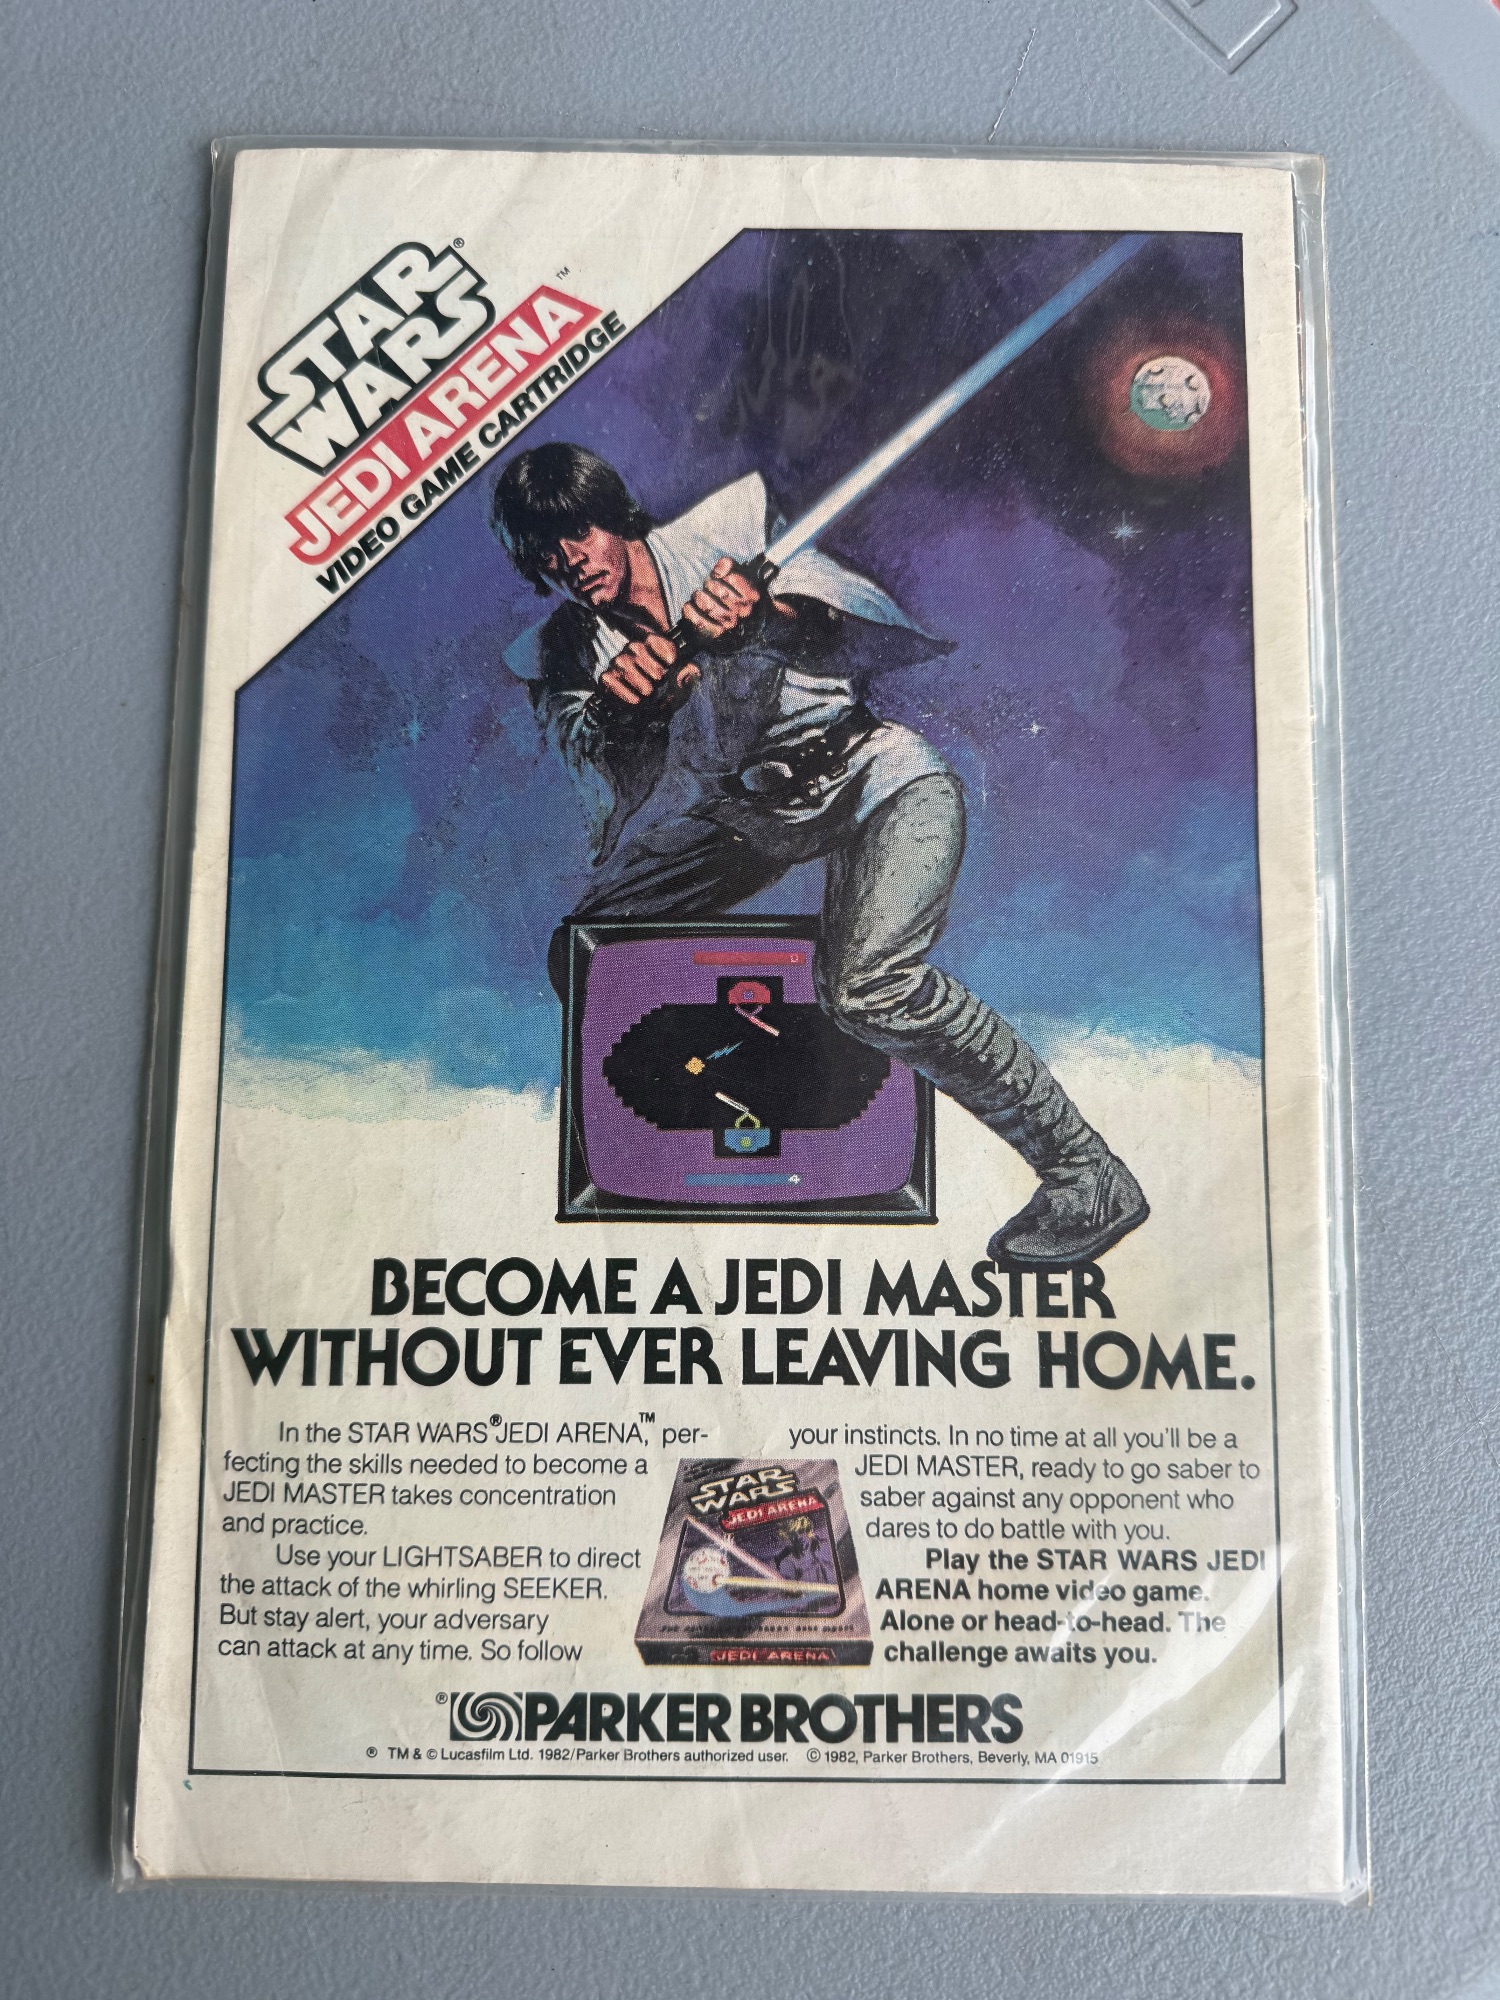 STAR
WARS®
JEDI ARENA™
VIDEO GAME CARTRIDGE
0
4
BECOME A JEDI MASTER
WITHOUT EVER LEAVING HOME.
In the STAR WARS® JEDI ARENA,™ per-
fecting the skills needed to become a
JEDI MASTER takes concentration
and practice.
Use your LIGHTSABER to direct
the attack of the whirling SEEKER.
But stay alert, your adversary
can attack at any time. So follow
your instincts. In no time at all you'll be a
JEDI MASTER, ready to go saber to
saber against any opponent who
dares to do battle with you.
Play the STAR WARS JEDI
ARENA home video game.
Alone or head-to-head. The
challenge awaits you.
STAR
WARS
JEDI ARENA
JEDI ARENA
® PARKER BROTHERS
® TM & © Lucasfilm Ltd. 1982/Parker Brothers authorized user. © 1982, Parker Brothers, Beverly, MA 01915